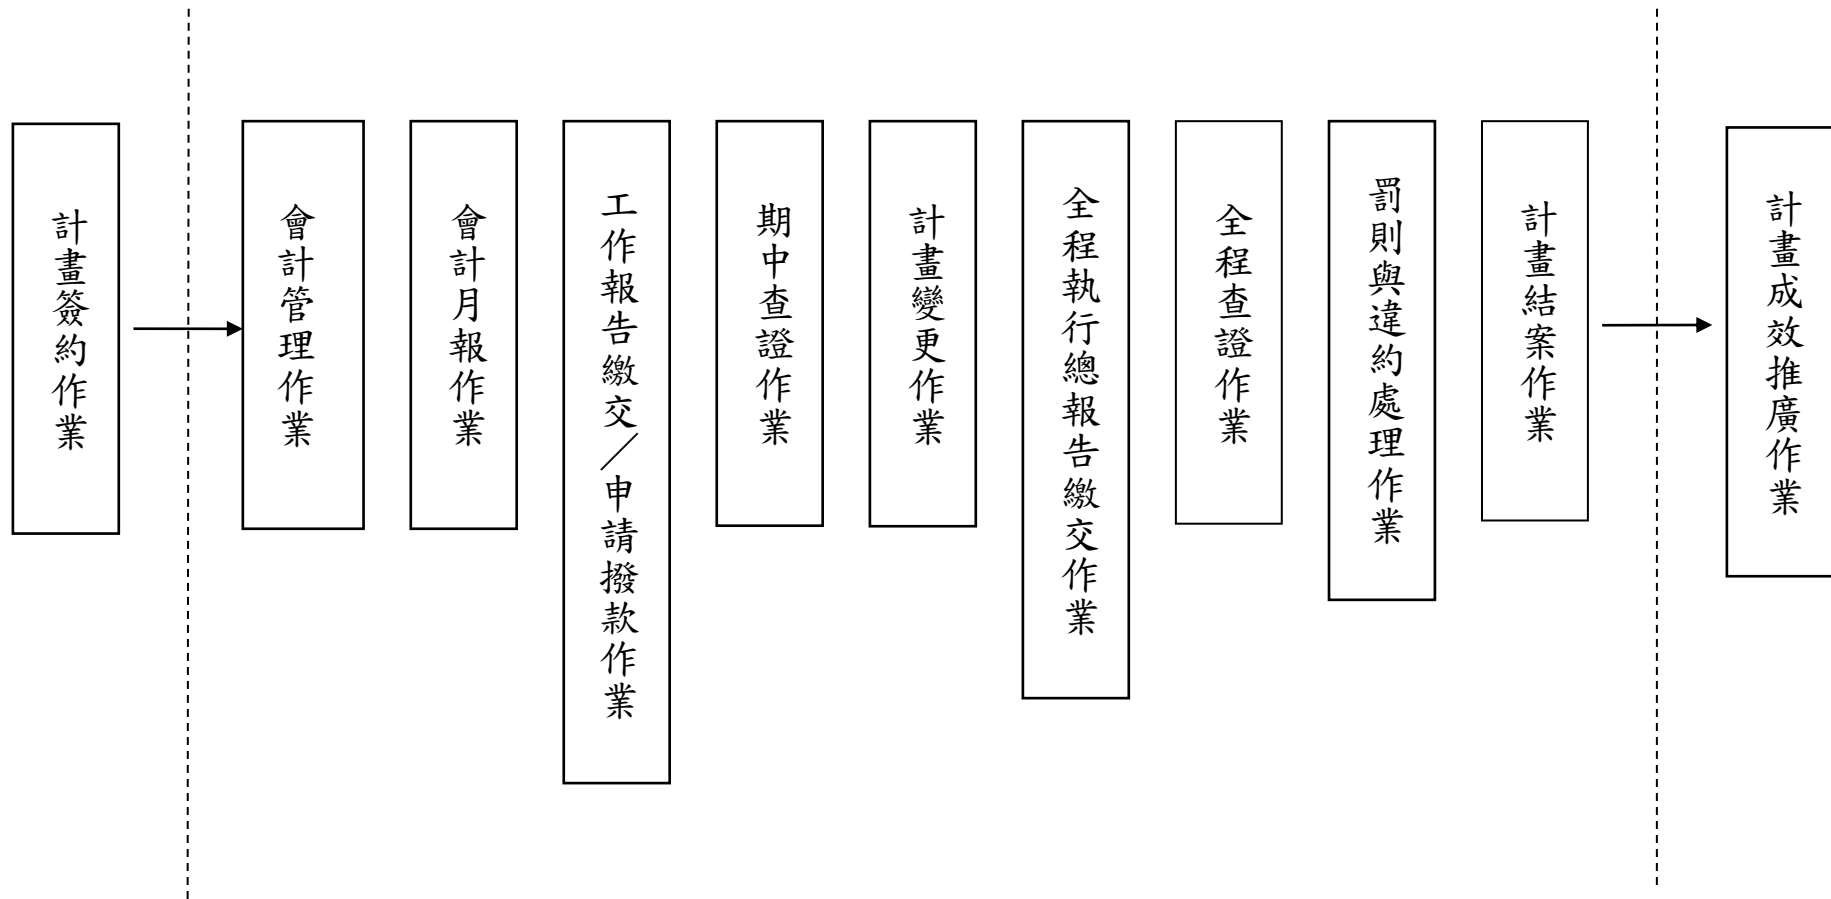 計畫簽約作業
會計管理作業
會計月報作業
工作報告繳交／申請撥款作業
期中查證作業
計畫變更作業
全程執行總報告繳交作業
全程查證作業
罰則與違約處理作業
計畫結案作業
計畫成效推廣作業